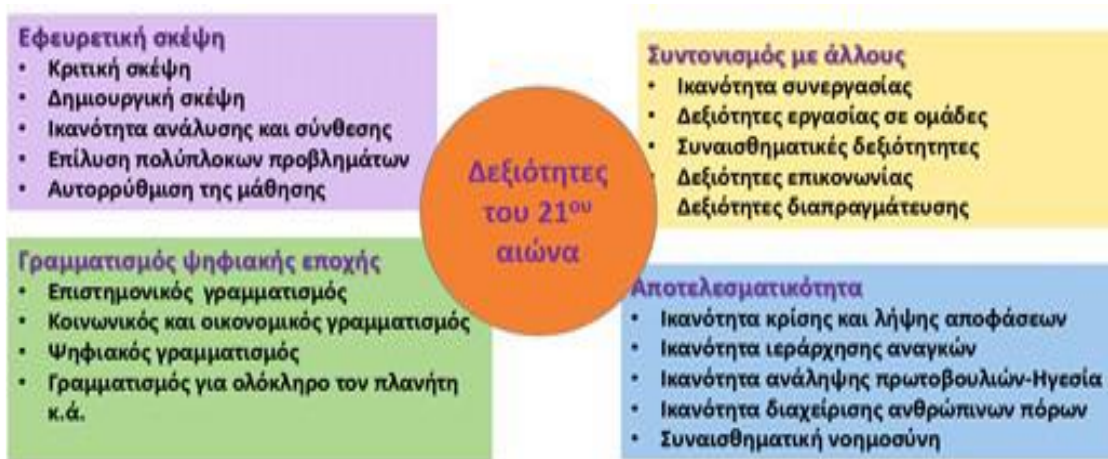 Εφευρετική σκέψη
• Κριτική σκέψη
• Δημιουργική σκέψη
• Ικανότητα ανάλυσης και σύνθεσης
• Επίλυση πολύπλοκων προβλημάτων
• Αυτορρύθμιση της μάθησης
Συντονισμός με άλλους
• Ικανότητα συνεργασίας
• Δεξιότητες εργασίας σε ομάδες
• Συναισθηματικές δεξιότητητες
• Δεξιότητες επικονωνίας
Δεξιότητες διαπραγμάτευσης
Δεξιότητες
του 21ου
αιώνα
Γραμματισμός ψηφιακής εποχής
• Επιστημονικός γραμματισμός
• Κοινωνικός και οικονομικός γραμματισμός
• Ψηφιακός γραμματισμός
• Γραμματισμός για ολόκληρο τον πλανήτη
κ.ά.
Αποτελεσματικότητα
• Ικανότητα κρίσης και λήψης αποφάσεων
• Ικανότητα ιεράρχησης αναγκών
• Ικανότητα ανάληψης πρωτοβουλιών-Ηγεσία
• Ικανότητα διαχείρισης ανθρώπινων πόρων
• Συναισθηματική νοημοσύνη